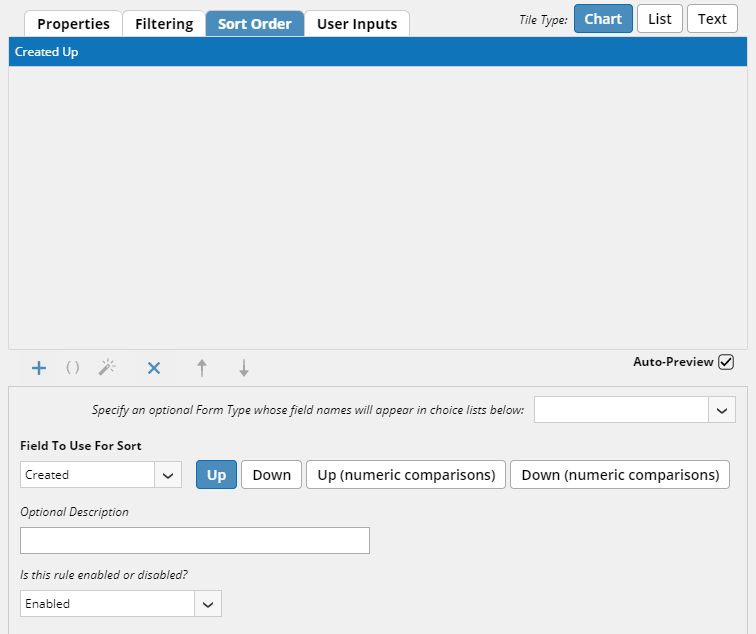 Properties Filtering Sort Order User Inputs Tile Type: Chart List Text
Created Up
Auto-Preview
Specify an optional Form Type whose field names will appear in choice lists below:
Field To Use For Sort
Created Up Down Up (numeric comparisons) Down (numeric comparisons)
Optional Description
Is this rule enabled or disabled?
Enabled